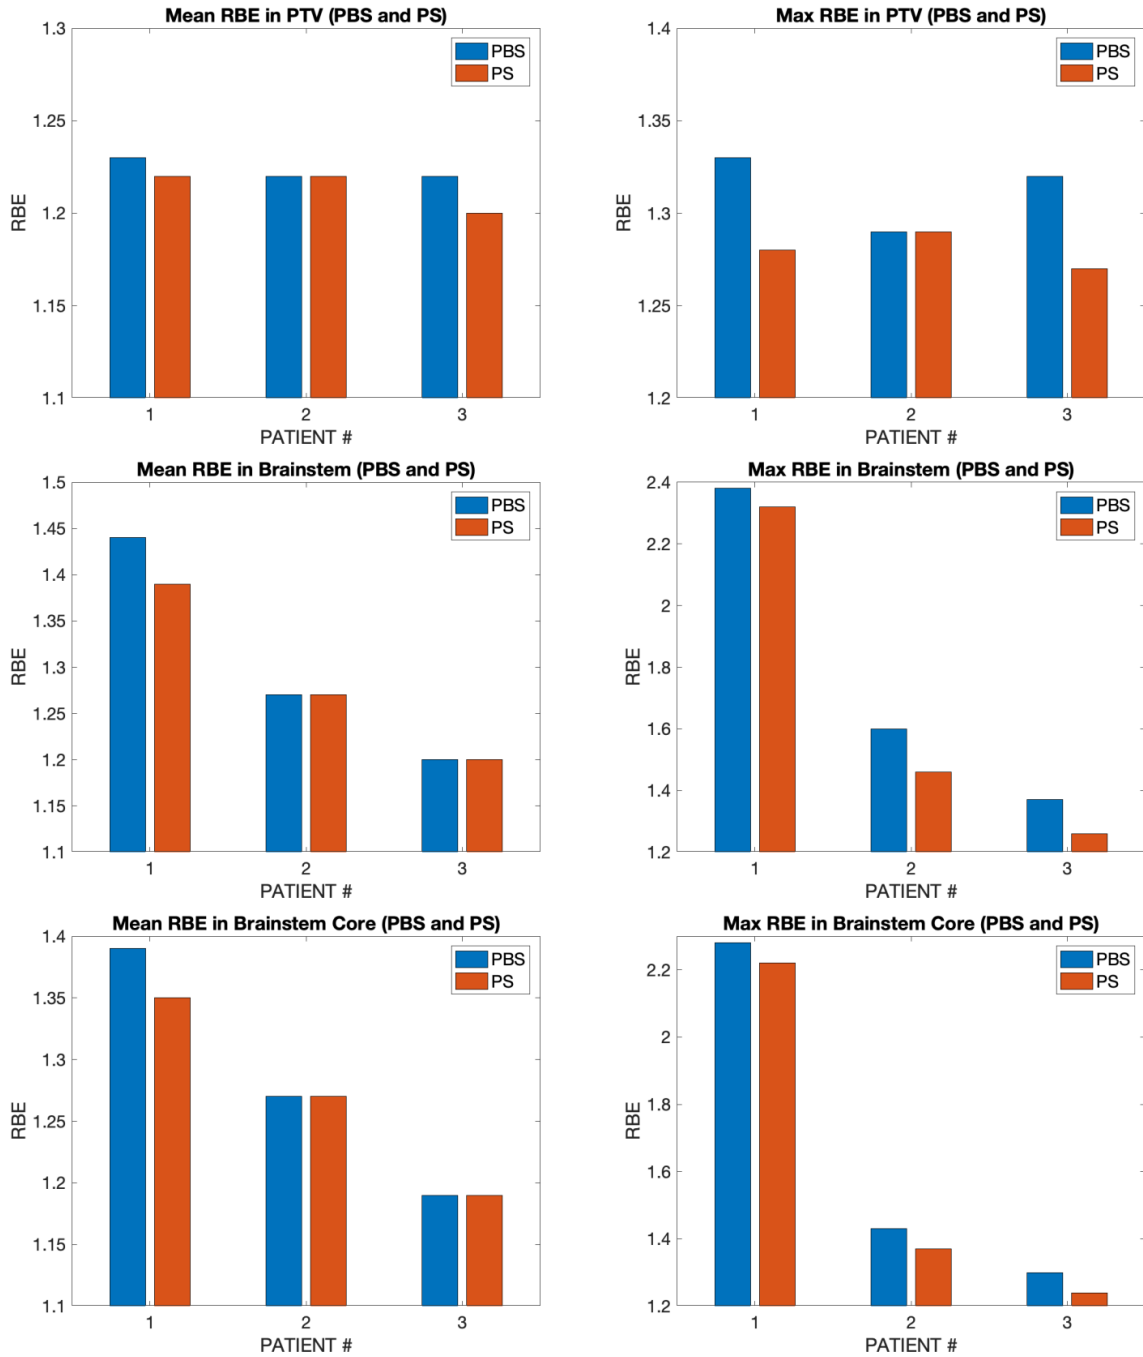 Mean RBE in PTV (PBS and PS)
1.3
1.25
1.2
1.15
1.1
RBE
PBS
PS
1
2
3
PATIENT #
Max RBE in PTV (PBS and PS)
1.4
1.35
1.3
1.25
1.2
RBE
PBS
PS
1
2
3
PATIENT #
Mean RBE in Brainstem (PBS and PS)
1.5
1.45
1.4
1.35
1.3
1.25
1.2
1.15
1.1
RBE
PBS
PS
1
2
3
PATIENT #
Max RBE in Brainstem (PBS and PS)
2.4
2.2
2
1.8
1.6
1.4
1.2
RBE
PBS
PS
1
2
3
PATIENT #
Mean RBE in Brainstem Core (PBS and PS)
1.4
1.35
1.3
1.25
1.2
1.15
1.1
RBE
PBS
PS
1
2
3
PATIENT #
Max RBE in Brainstem Core (PBS and PS)
2.2
2
1.8
1.6
1.4
1.2
RBE
PBS
PS
1
2
3
PATIENT #